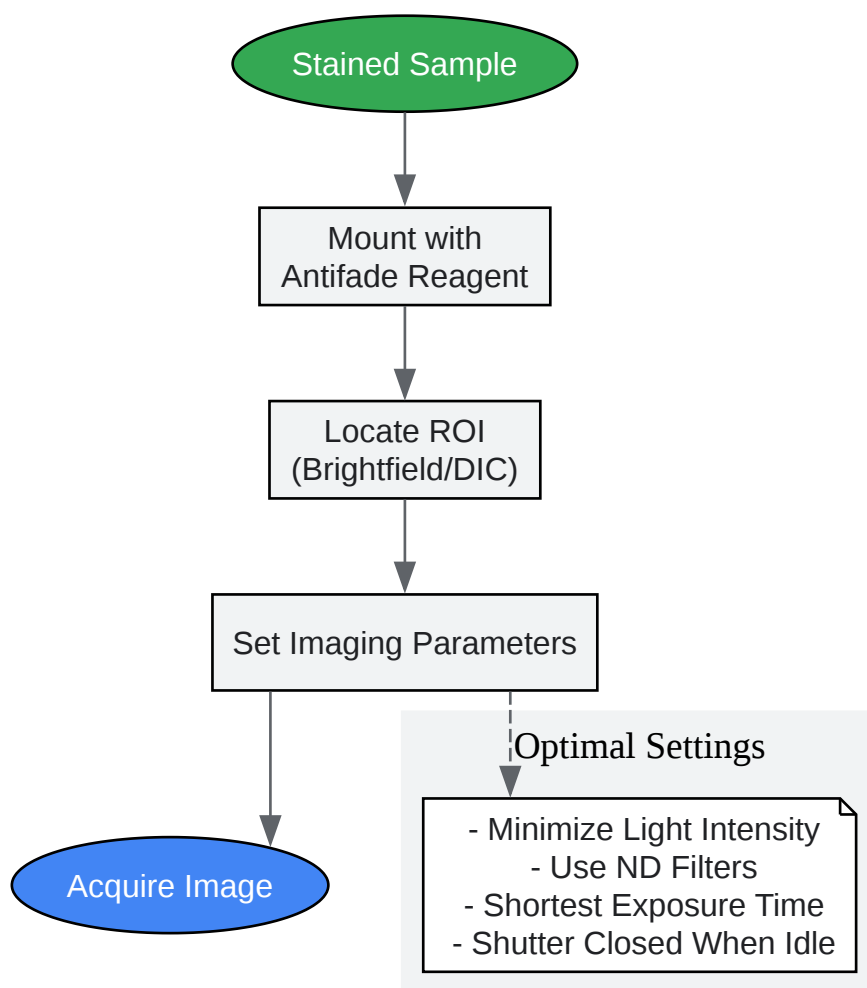 Stained Sample
Mount with
Antifade Reagent
Locate ROI
(Brightfield/DIC)
Set Imaging Parameters
Optimal Settings
- Minimize Light Intensity
- Use ND Filters
- Shortest Exposure Time
- Shutter Closed When Idle
Acquire Image